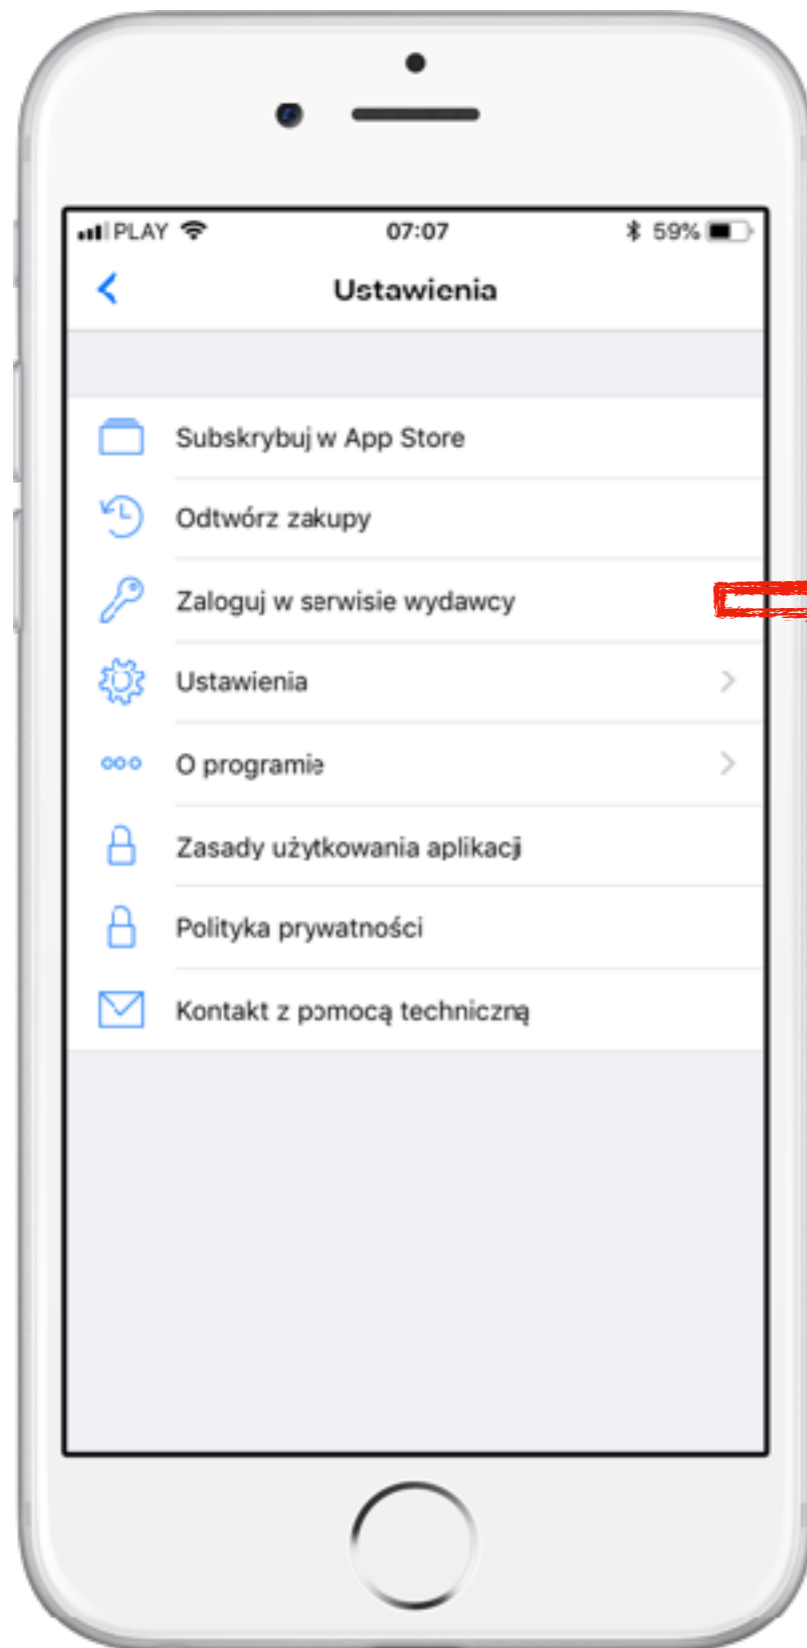 PLAY 07:07 59%
Ustawienia
Subskrybuj w App Store
Odtwórz zakupy
Zaloguj w serwisie wydawcy
Ustawienia
O programie
Zasady użytkowania aplikacji
Polityka prywatności
Kontakt z pomocą techniczną